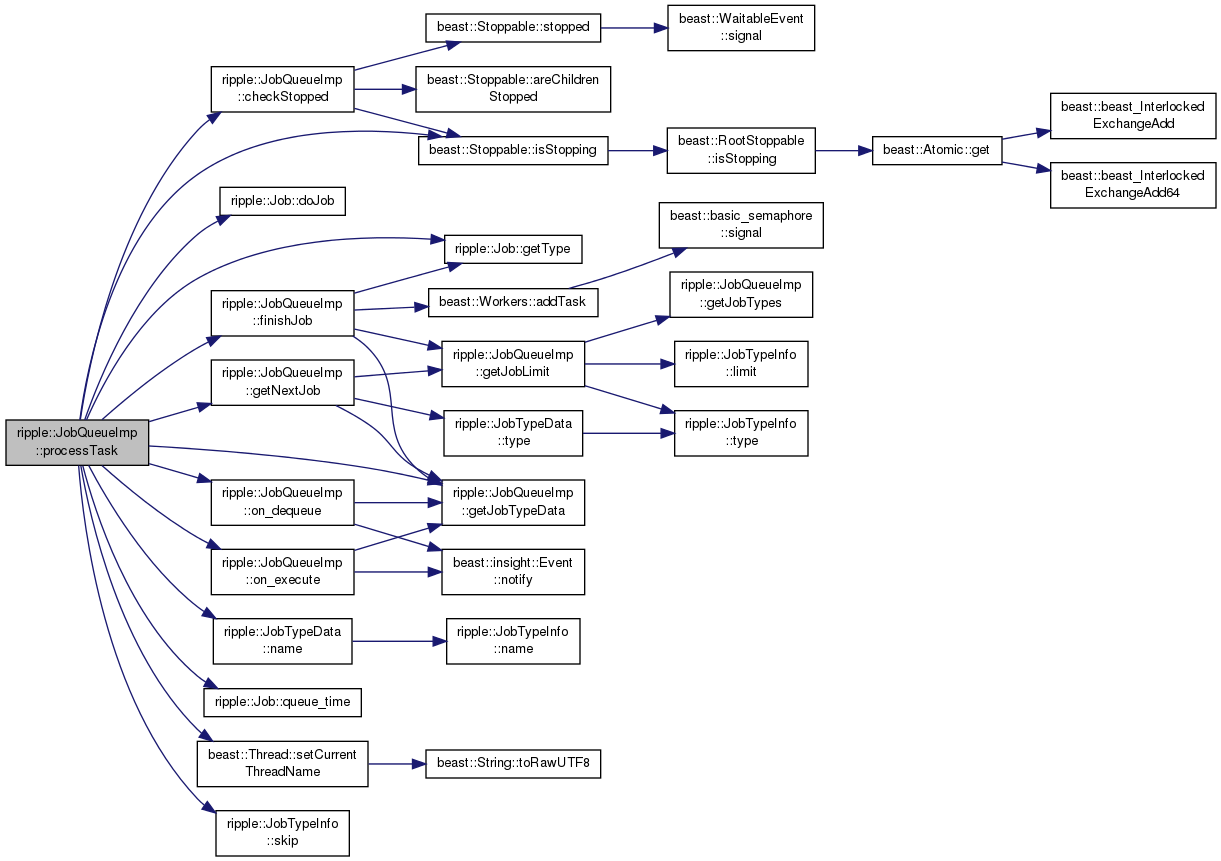 ripple::JobQueueImp
::processTask
ripple::JobQueueImp
::checkStopped
ripple::Job::doJob
ripple::JobQueueImp
::finishJob
ripple::JobQueueImp
::getNextJob
ripple::JobQueueImp
::on_dequeue
ripple::JobQueueImp
::on_execute
ripple::JobTypeData
::name
ripple::Job::queue_time
beast::Thread::setCurrent
ThreadName
ripple::JobTypeInfo
::skip
beast::Stoppable::stopped
beast::Stoppable::areChildren
Stopped
beast::Stoppable::isStopping
ripple::Job::getType
beast::Workers::addTask
ripple::JobQueueImp
::getJobLimit
ripple::JobTypeData
::type
ripple::JobQueueImp
::getJobTypeData
beast::insight::Event
::notify
ripple::JobTypeInfo
::name
beast::String::toRawUTF8
beast::WaitableEvent
::signal
beast::RootStoppable
::isStopping
beast::basic_semaphore
::signal
ripple::JobQueueImp
::getJobTypes
ripple::JobTypeInfo
::limit
ripple::JobTypeInfo
::type
beast::Atomic::get
beast::beast_Interlocked
ExchangeAdd
beast::beast_Interlocked
ExchangeAdd64